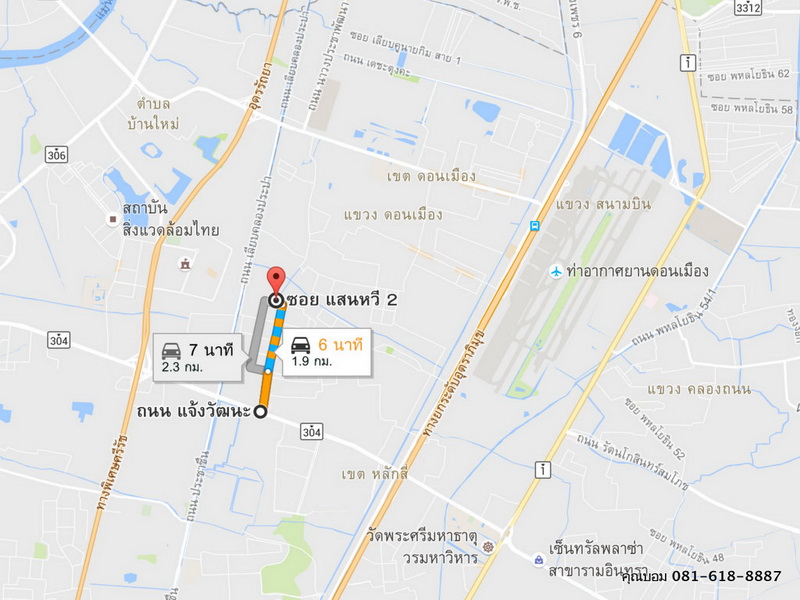 3312
ซอย เลียบคูนายกิม สาย 1
ถนน เดชะตุงคะ
ซอย พหลโยธิน 62
ซอย พหลโยธิน 58
1
ถนน เลียบคลองประปา
อุดรรัถยา
ตำบล
บ้านใหม่
306
เขต ดอนเมือง
แขวง ดอนเมือง
แขวง สนามบิน
สถาบัน
สิ่งแวดล้อมไทย
ถนน เลียบคลองประปา
ท่าอากาศยานดอนเมือง
ซอย แสนหวี 2
ถนน พหลโยธิน 54/1
304
7 นาที
2.3 กม.
6 นาที
1.9 กม.
ทางยกระดับอุตราภิมุข
แขวง คลองถนน
ถนน แจ้งวัฒนะ
304
ซอย พหลโยธิน 52
ถนน รัตนโกสินทร์สมโภช
ทางพิเศษศรีรัช
ถนน ประชาชื่น
เขต หลักสี่
1
วัดพระศรีมหาธาตุ
วรมหาวิหาร
เซ็นทรัลพลาซ่า
สาขารามอินทรา
ซอย พหลโยธิน 48
คุณบอม 081-618-8887